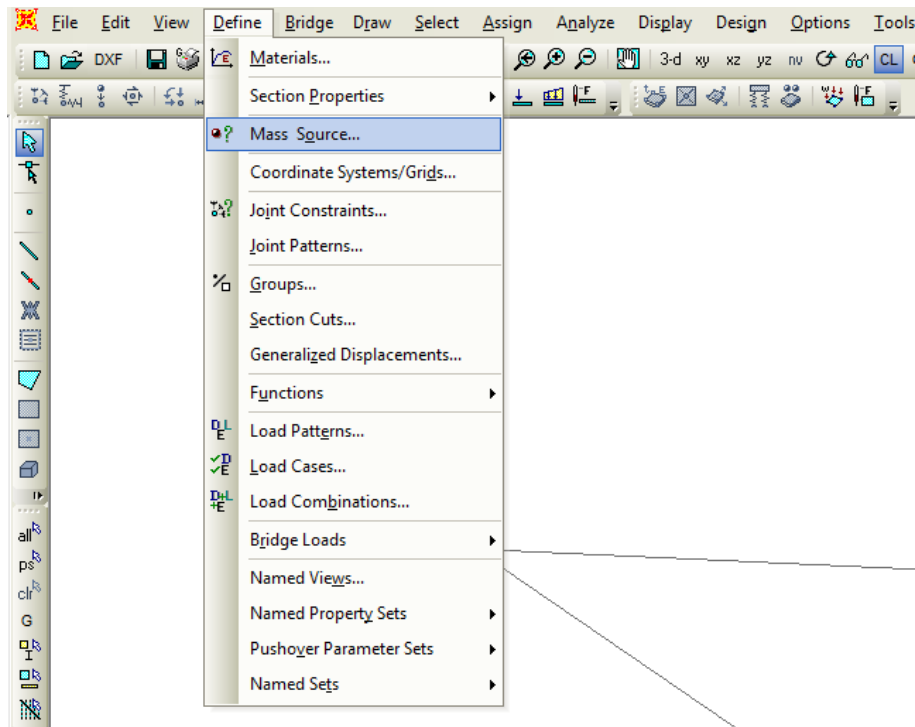 File Edit View Define Bridge Draw Select Assign Analyze Display Design Options Tools
DXF 3-d xy xz yz nv CL
Materials...
Section Properties
Mass Source...
Coordinate Systems/Grids...
Joint Constraints...
Joint Patterns...
Groups...
Section Cuts...
Generalized Displacements...
Functions
Load Patterns...
Load Cases...
Load Combinations...
Bridge Loads
Named Views...
Named Property Sets
Pushover Parameter Sets
Named Sets
all
ps
clr
G